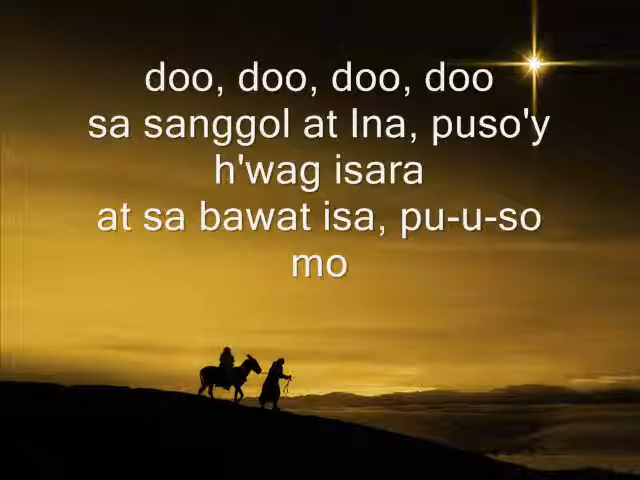 doo, doo, doo, doo
sa sanggol at Ina, puso'y
h'wag isara
at sa bawat isa, pu-u-so
mo